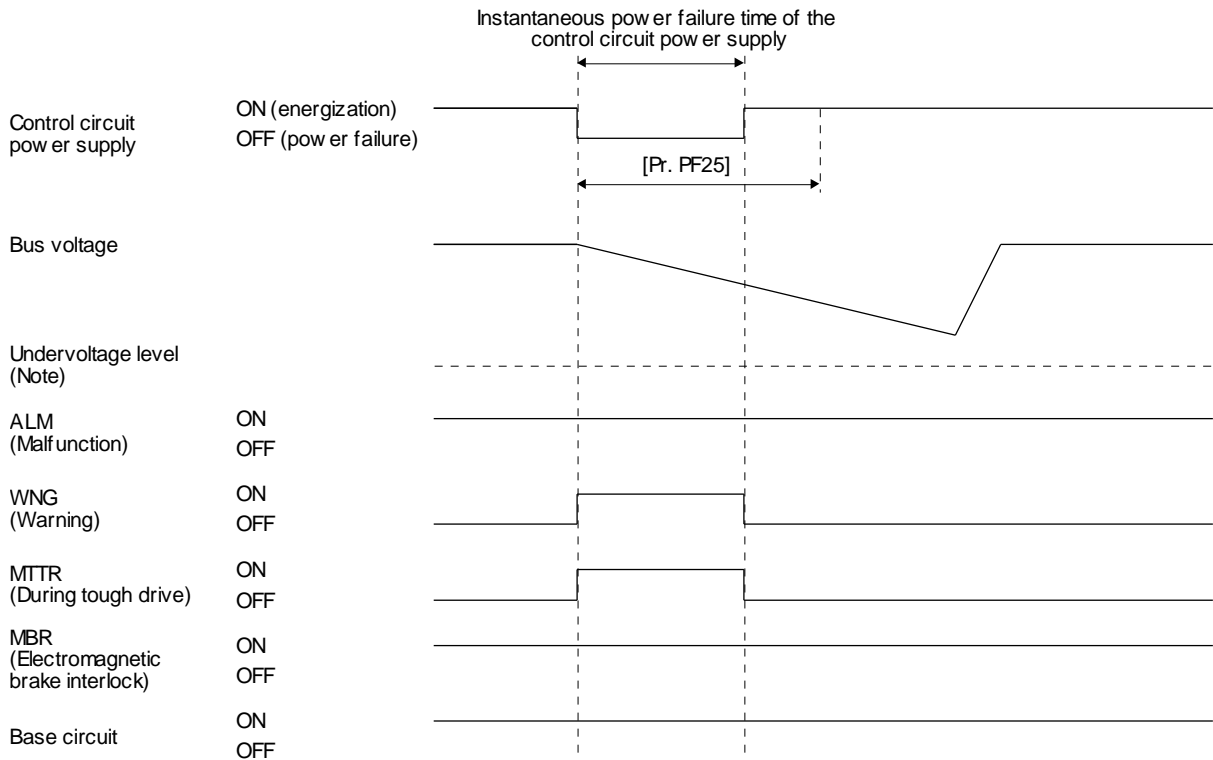 Instantaneous power failure time of the
control circuit power supply
Control circuit
power supply
ON (energization)
OFF (power failure)
[Pr. PF25]
Bus voltage
Undervoltage level
(Note)
ALM
(Malfunction)
ON
OFF
WNG
(Warning)
ON
OFF
MTTR
(During tough drive)
ON
OFF
MBR
(Electromagnetic
brake interlock)
ON
OFF
Base circuit
ON
OFF